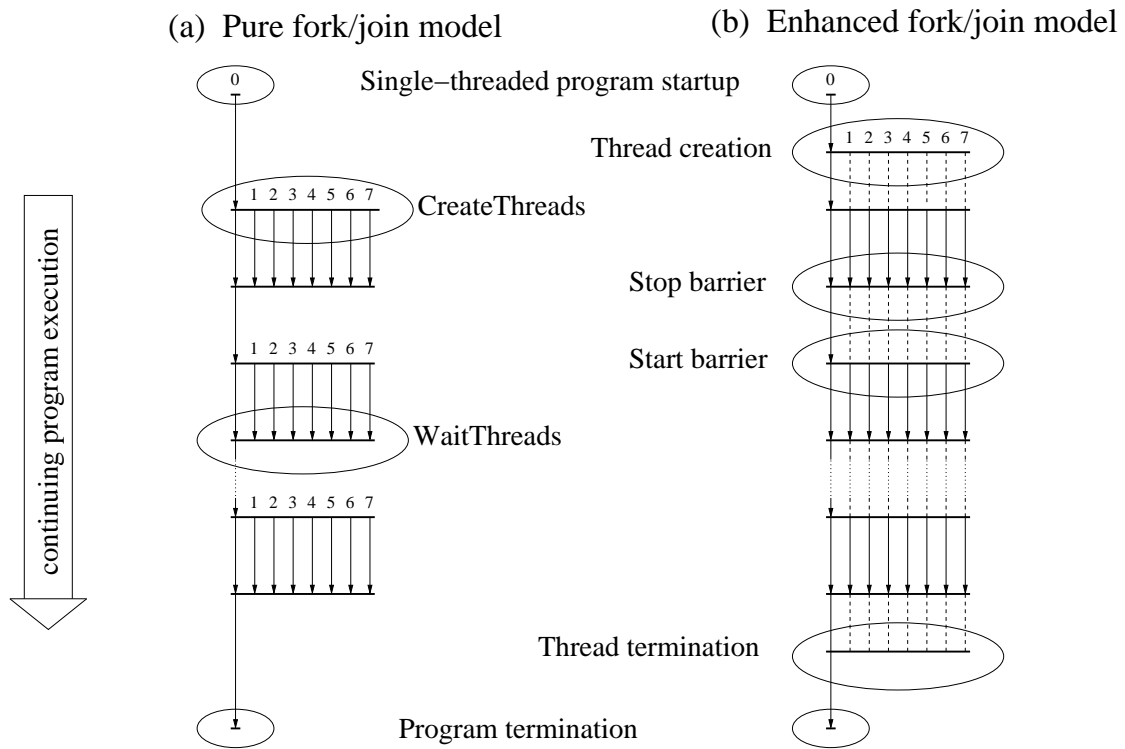 (a) Pure fork/join model
(b) Enhanced fork/join model
0
Single−threaded program startup
0
Thread creation
1 2 3 4 5 6 7
1 2 3 4 5 6 7
CreateThreads
continuing program execution
Stop barrier
1 2 3 4 5 6 7
Start barrier
WaitThreads
1 2 3 4 5 6 7
Thread termination
Program termination